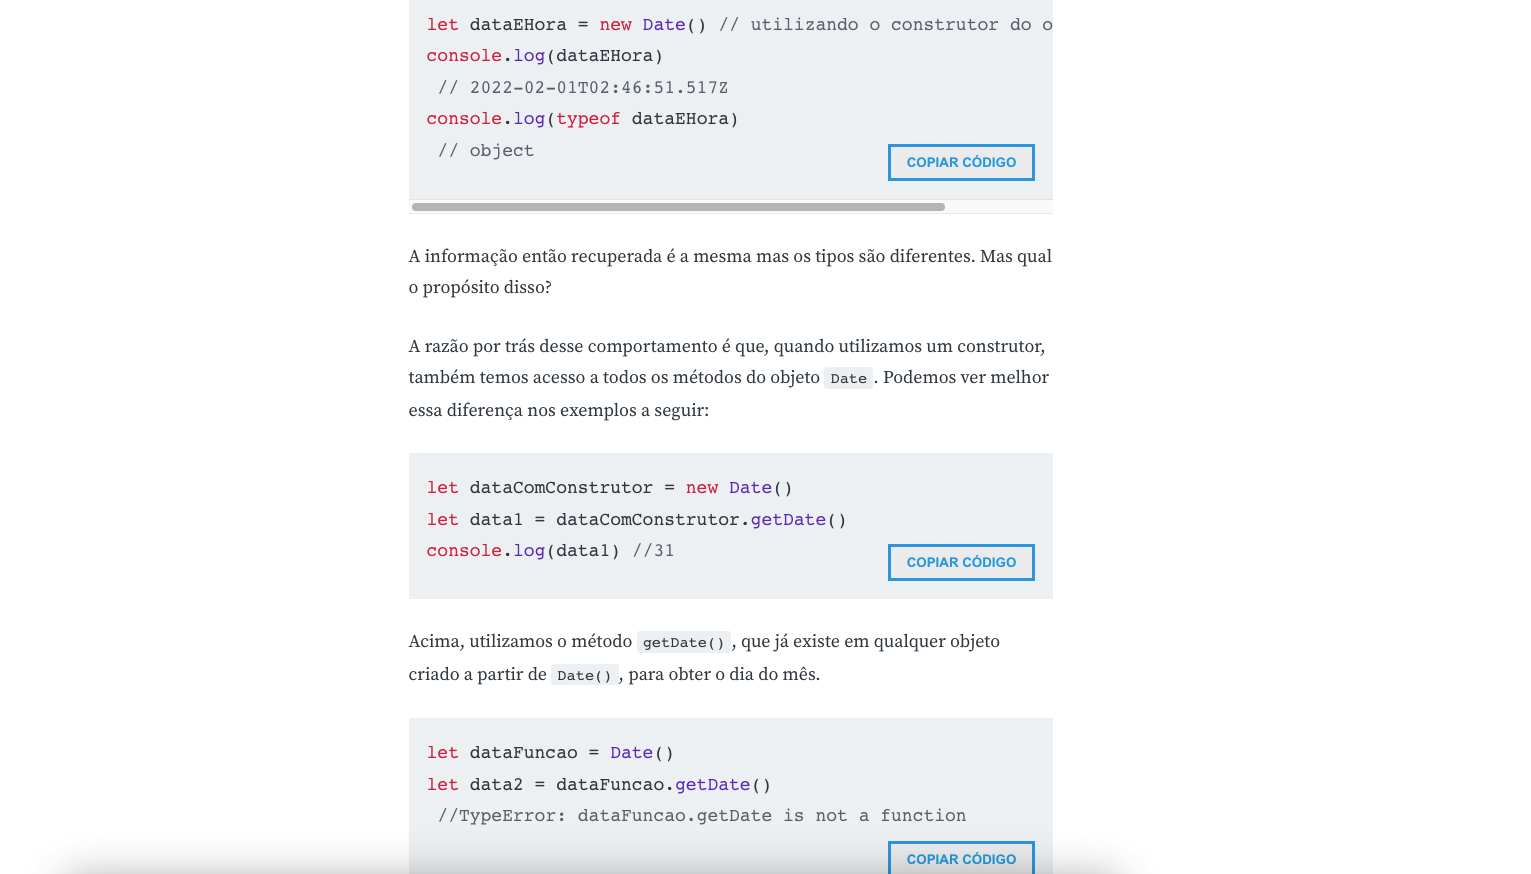 let dataEHora = new Date() // utilizando o construtor do o
console.log(dataEHora)
// 2022-02-01T02:46:51.517Z
console.log(typeof dataEHora)
// object
COPIAR CÓDIGO
A informação então recuperada é a mesma mas os tipos são diferentes. Mas qual
o propósito disso?
A razão por trás desse comportamento é que, quando utilizamos um construtor,
também temos acesso a todos os métodos do objeto Date. Podemos ver melhor
essa diferença nos exemplos a seguir:
let dataComConstrutor = new Date()
let data1 = dataComConstrutor.getDate()
console.log(data1) //31
COPIAR CÓDIGO
Acima, utilizamos o método getDate(), que já existe em qualquer objeto
criado a partir de Date(), para obter o dia do mês.
let dataFuncao = Date()
let data2 = dataFuncao.getDate()
//TypeError: dataFuncao.getDate is not a function
COPIAR CÓDIGO